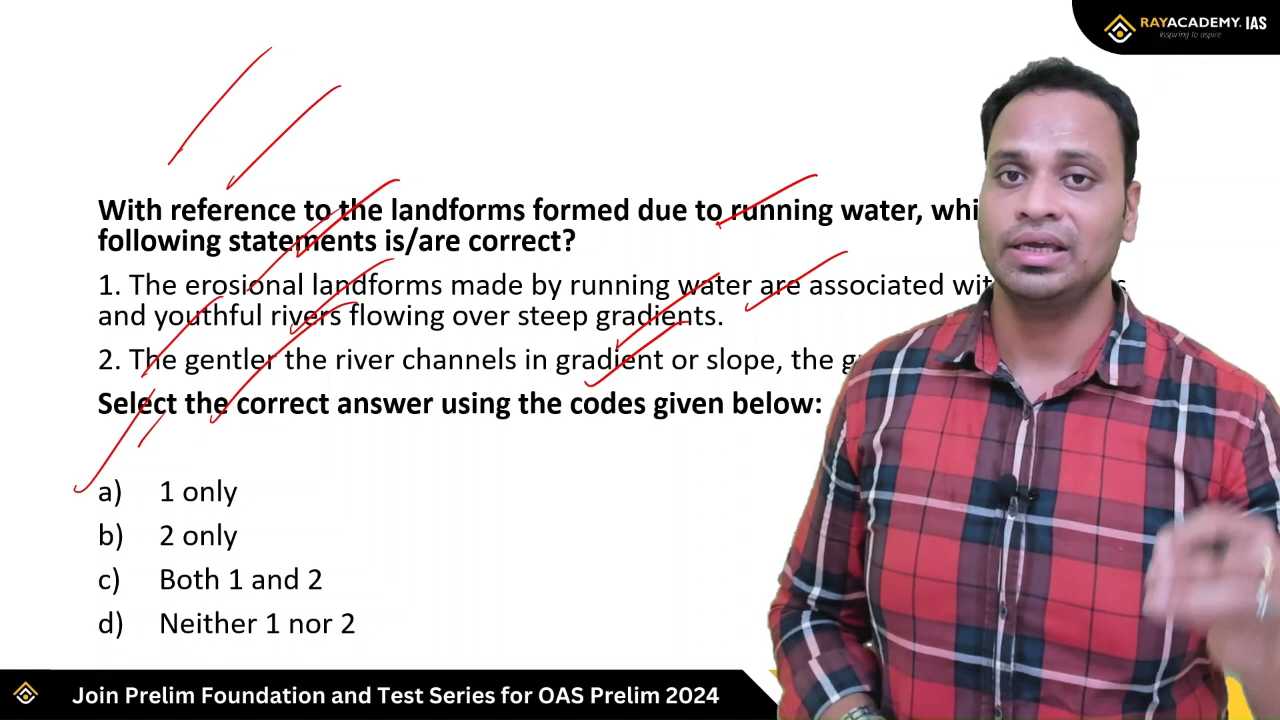 RAYACADEMY. IAS
Inspiring to aspire
With reference to the landforms formed due to running water,
following statements is/are correct?
1. The erosional landforms made by running water are associated
and youthful rivers flowing over steep gradients.
2. The gentler the river channels in gradient or slope, the
Select the correct answer using the codes given below:
a) 1 only
b) 2 only
c) Both 1 and 2
d) Neither 1 nor 2
Join Prelim Foundation and Test Series for OAS Prelim 2024